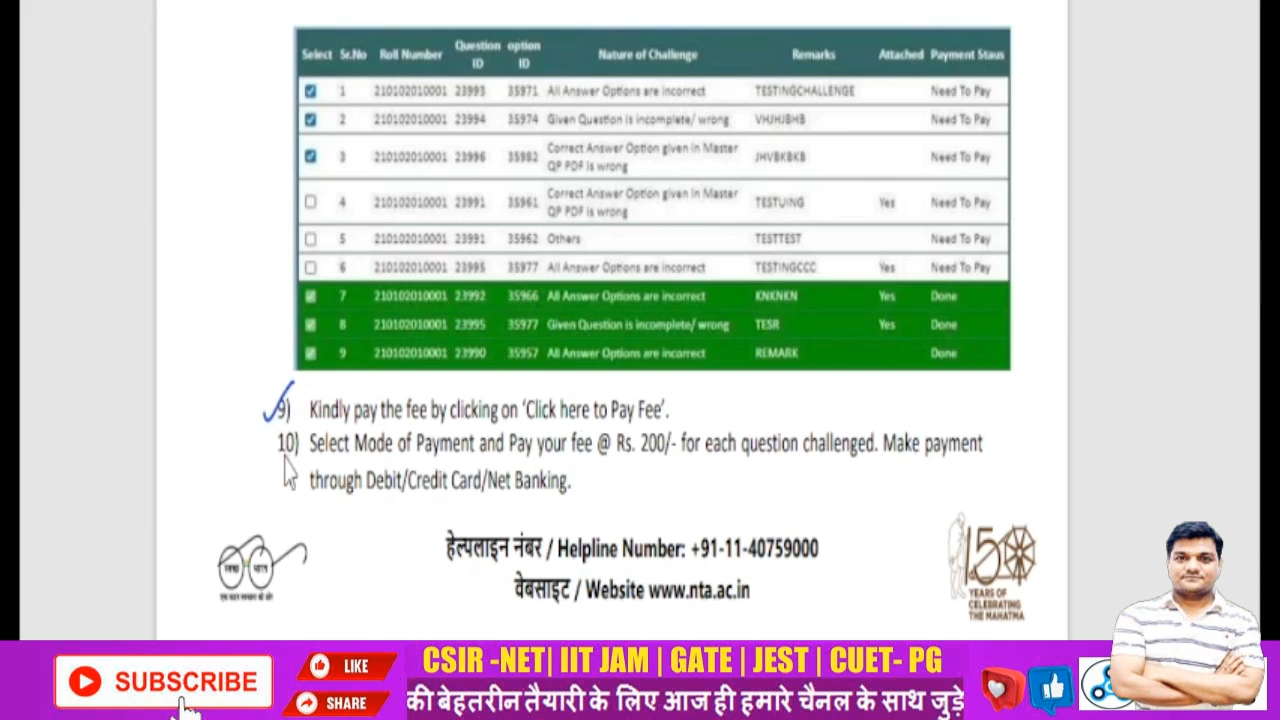 Select Sr.No Roll Number Question ID option ID Nature of Challenge Remarks Attached Payment Staus
1 210102010001 23993 35971 All Answer Options are incorrect TESTINGCHALLENGE Need To Pay
2 210102010001 23994 35974 Given Question is incomplete/ wrong VHJHJBHB Need To Pay
3 210102010001 23996 35982 Correct Answer Option given in Master QP PDF is wrong JHVBKBKB Need To Pay
4 210102010001 23991 35961 Correct Answer Option given in Master QP PDF is wrong TESTUING Yes Need To Pay
5 210102010001 23991 35962 Others TESTTEST Need To Pay
6 210102010001 23995 35977 All Answer Options are incorrect TESTINGCCC Yes Need To Pay
7 210102010001 23992 35966 All Answer Options are incorrect KNKNKN Yes Done
8 210102010001 23995 35977 Given Question is incomplete/ wrong TESR Yes Done
9 210102010001 23990 35957 All Answer Options are incorrect REMARK Done
9) Kindly pay the fee by clicking on ‘Click here to Pay Fee’.
10) Select Mode of Payment and Pay your fee @ Rs. 200/- for each question challenged. Make payment
through Debit/Credit Card/Net Banking.
हेल्पलाइन नंबर / Helpline Number: +91-11-40759000
वेबसाइट / Website www.nta.ac.in
स्वच्छ भारत
एक कदम स्वच्छता की ओर
150
YEARS OF
CELEBRATING
THE MAHATMA
SUBSCRIBE
LIKE
SHARE
CSIR -NET| IIT JAM | GATE | JEST | CUET- PG
की बेहतरीन तैयारी के लिए आज ही हमारे चैनल के साथ जुड़े